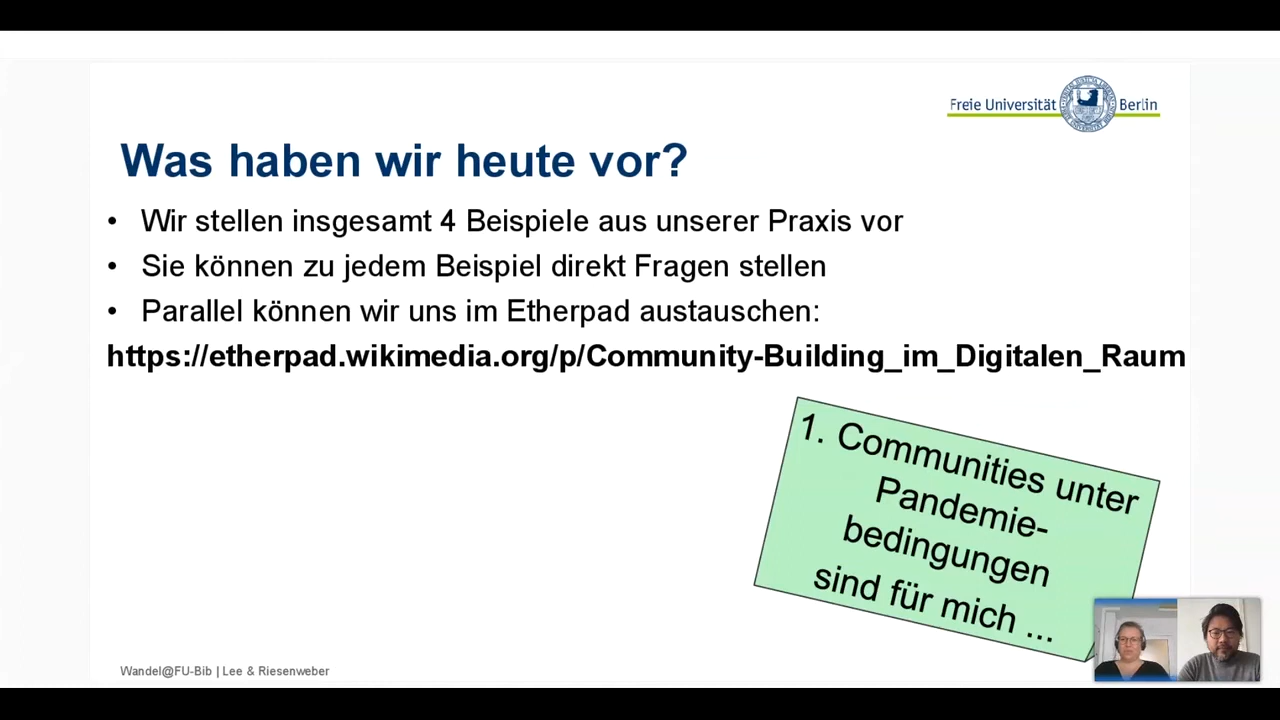 Freie Universität Berlin
Was haben wir heute vor?
• Wir stellen insgesamt 4 Beispiele aus unserer Praxis vor
• Sie können zu jedem Beispiel direkt Fragen stellen
• Parallel können wir uns im Etherpad austauschen:
https://etherpad.wikimedia.org/p/Community-Building_im_Digitalen_Raum
1. Communities unter
Pandemie-
bedingungen
sind für mich ...
Wandel@FU-Bib | Lee & Riesenweber